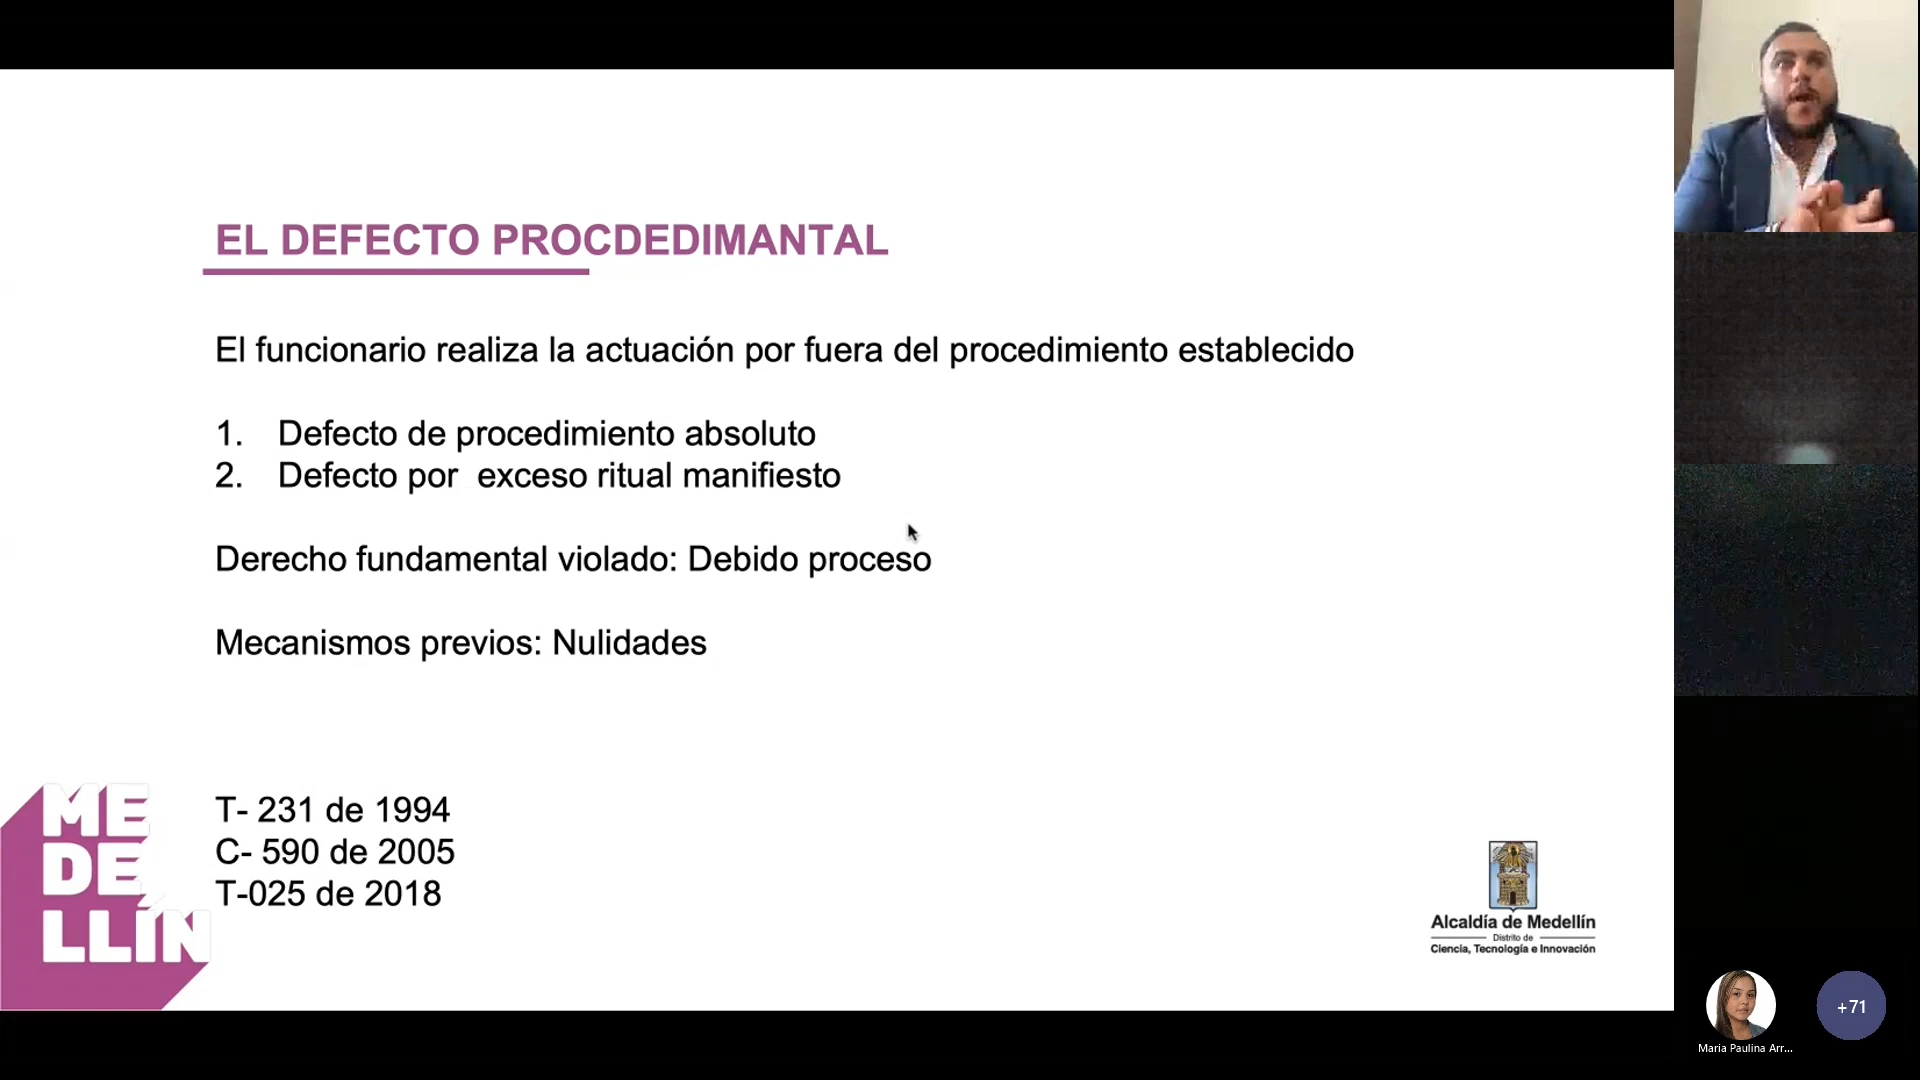 EL DEFECTO PROCDEDIMANTAL
El funcionario realiza la actuación por fuera del procedimiento establecido
1. Defecto de procedimiento absoluto
2. Defecto por exceso ritual manifiesto
Derecho fundamental violado: Debido proceso
Mecanismos previos: Nulidades
T- 231 de 1994
C- 590 de 2005
T-025 de 2018
ME
DE
LLÍN
Alcaldía de Medellín
Distrito de
Ciencia, Tecnología e Innovación
Maria Paulina Arr...
+71